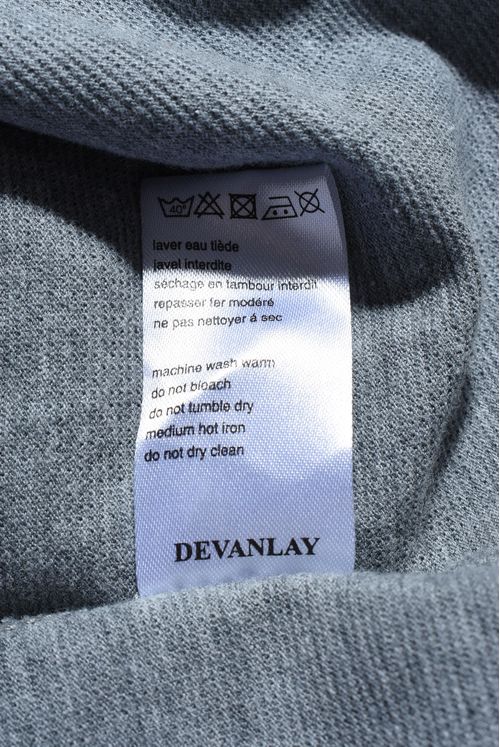 40°
laver eau tiède
javel interdite
séchage en tambour interdit
repasser fer modéré
ne pas nettoyer á sec
machine wash warm
do not bleach
do not tumble dry
medium hot iron
do not dry clean
DEVANLAY